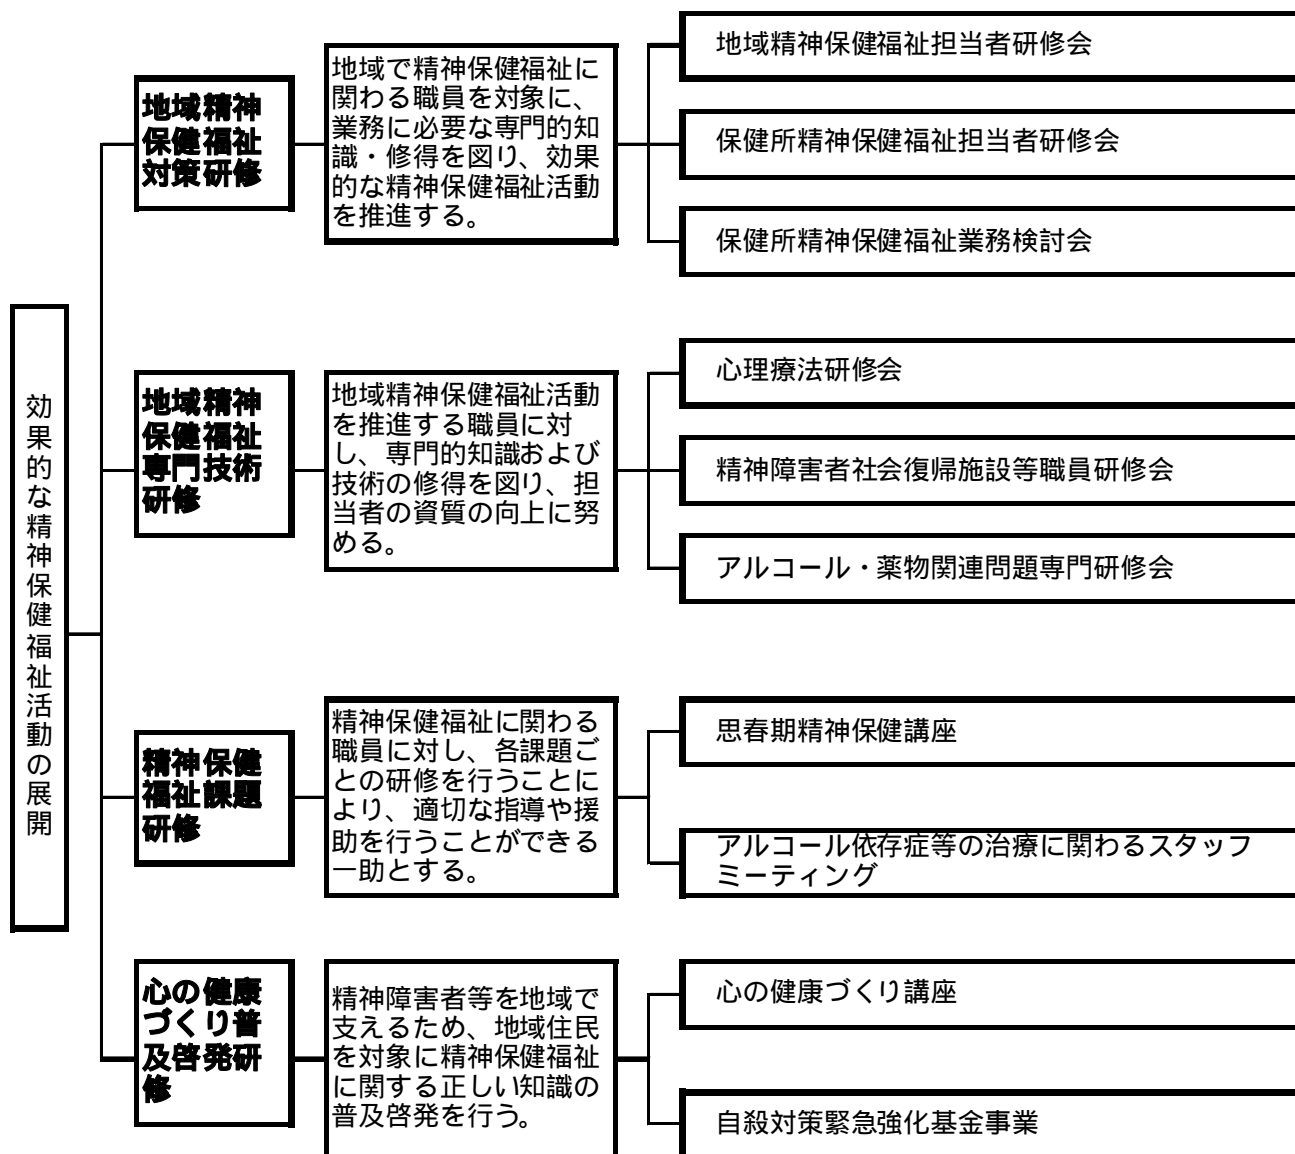 効果的な精神保健福祉活動の展開
地域精神
保健福祉
対策研修
地域で精神保健福祉に
関わる職員を対象に、
業務に必要な専門的知
識・修得を図り、効果
的な精神保健福祉活動
を推進する。
地域精神保健福祉担当者研修会
保健所精神保健福祉担当者研修会
保健所精神保健福祉業務検討会
地域精神
保健福祉
専門技術
研修
地域精神保健福祉活動
を推進する職員に対
し、専門的知識および
技術の修得を図り、担
当者の資質の向上に努
める。
心理療法研修会
精神障害者社会復帰施設等職員研修会
アルコール・薬物関連問題専門研修会
精神保健
福祉課題
研修
精神保健福祉に関わる
職員に対し、各課題ご
との研修を行うことに
より、適切な指導や援
助を行うことができる
一助とする。
思春期精神保健講座
アルコール依存症等の治療に関わるスタッフ
ミーティング
心の健康
づくり普
及啓発研
修
精神障害者等を地域で
支えるため、地域住民
を対象に精神保健福祉
に関する正しい知識の
普及啓発を行う。
心の健康づくり講座
自殺対策緊急強化基金事業